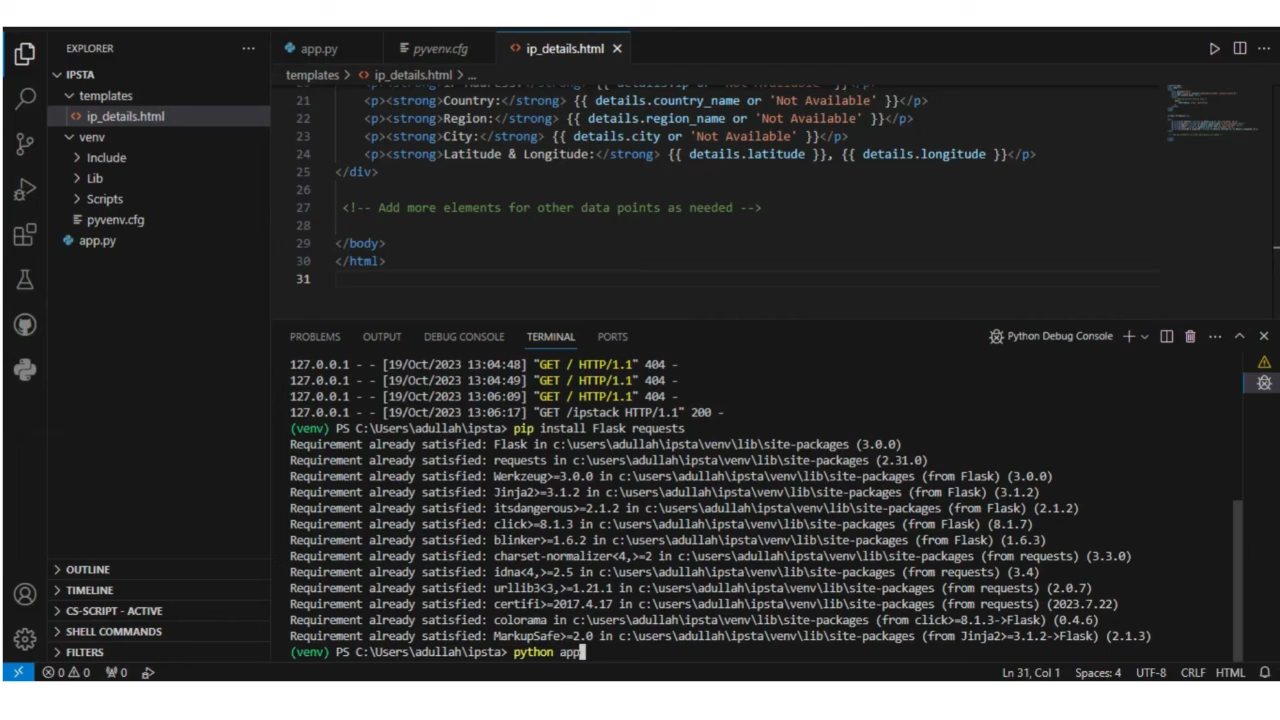 EXPLORER
IPSTA
templates
ip_details.html
venv
Include
Lib
Scripts
pyvenv.cfg
app.py
OUTLINE
TIMELINE
CS-SCRIPT - ACTIVE
SHELL COMMANDS
FILTERS
app.py pyvenv.cfg ip_details.html
templates > ip_details.html > ...
21 <p><strong>Country:</strong> {{ details.country_name or 'Not Available' }}</p>
22 <p><strong>Region:</strong> {{ details.region_name or 'Not Available' }}</p>
23 <p><strong>City:</strong> {{ details.city or 'Not Available' }}</p>
24 <p><strong>Latitude & Longitude:</strong> {{ details.latitude }}, {{ details.longitude }}</p>
25 </div>
26
27 <!-- Add more elements for other data points as needed -->
28
29 </body>
30 </html>
31
PROBLEMS OUTPUT DEBUG CONSOLE TERMINAL PORTS Python Debug Console
127.0.0.1 - - [19/Oct/2023 13:04:48] "GET / HTTP/1.1" 404 -
127.0.0.1 - - [19/Oct/2023 13:04:49] "GET / HTTP/1.1" 404 -
127.0.0.1 - - [19/Oct/2023 13:06:09] "GET / HTTP/1.1" 404 -
127.0.0.1 - - [19/Oct/2023 13:06:17] "GET /ipstack HTTP/1.1" 200 -
(venv) PS C:\Users\adullah\ipsta> pip install Flask requests
Requirement already satisfied: Flask in c:\users\adullah\ipsta\venv\lib\site-packages (3.0.0)
Requirement already satisfied: requests in c:\users\adullah\ipsta\venv\lib\site-packages (2.31.0)
Requirement already satisfied: Werkzeug>=3.0.0 in c:\users\adullah\ipsta\venv\lib\site-packages (from Flask) (3.0.0)
Requirement already satisfied: Jinja2>=3.1.2 in c:\users\adullah\ipsta\venv\lib\site-packages (from Flask) (3.1.2)
Requirement already satisfied: itsdangerous>=2.1.2 in c:\users\adullah\ipsta\venv\lib\site-packages (from Flask) (2.1.2)
Requirement already satisfied: click>=8.1.3 in c:\users\adullah\ipsta\venv\lib\site-packages (from Flask) (8.1.7)
Requirement already satisfied: blinker>=1.6.2 in c:\users\adullah\ipsta\venv\lib\site-packages (from Flask) (1.6.3)
Requirement already satisfied: charset-normalizer<4,>=2 in c:\users\adullah\ipsta\venv\lib\site-packages (from requests) (3.3.0)
Requirement already satisfied: idna<4,>=2.5 in c:\users\adullah\ipsta\venv\lib\site-packages (from requests) (3.4)
Requirement already satisfied: urllib3<3,>=1.21.1 in c:\users\adullah\ipsta\venv\lib\site-packages (from requests) (2.0.7)
Requirement already satisfied: certifi>=2017.4.17 in c:\users\adullah\ipsta\venv\lib\site-packages (from requests) (2023.7.22)
Requirement already satisfied: colorama in c:\users\adullah\ipsta\venv\lib\site-packages (from click>=8.1.3->Flask) (0.4.6)
Requirement already satisfied: MarkupSafe>=2.0 in c:\users\adullah\ipsta\venv\lib\site-packages (from Jinja2>=3.1.2->Flask) (2.1.3)
(venv) PS C:\Users\adullah\ipsta> python app
0 0 0 Ln 31, Col 1 Spaces: 4 UTF-8 CRLF HTML